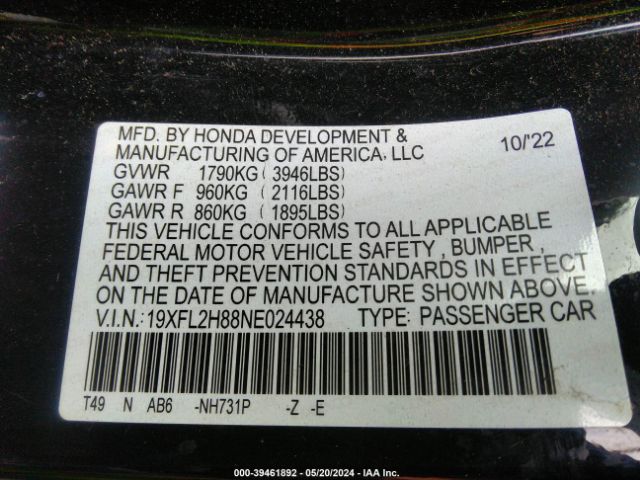 MFD. BY HONDA DEVELOPMENT &
MANUFACTURING OF AMERICA, LLC 10/'22
GVWR 1790KG (3946LBS)
GAWR F 960KG (2116LBS)
GAWR R 860KG (1895LBS)
THIS VEHICLE CONFORMS TO ALL APPLICABLE
FEDERAL MOTOR VEHICLE SAFETY, BUMPER,
AND THEFT PREVENTION STANDARDS IN EFFECT
ON THE DATE OF MANUFACTURE SHOWN ABOVE.
V.I.N.: 19XFL2H88NE024438 TYPE: PASSENGER CAR
T49 N AB6 -NH731P -Z -E
000-39461892 - 05/20/2024 - IAA Inc.